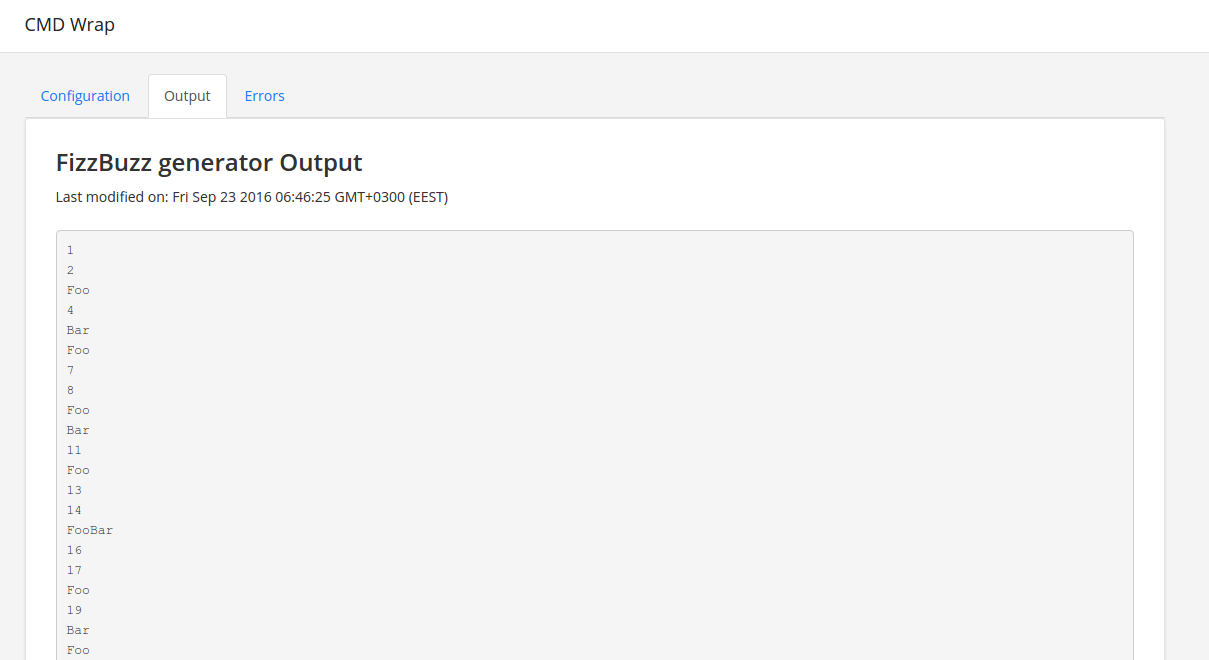 CMD Wrap
Configuration Output Errors
FizzBuzz generator Output
Last modified on: Fri Sep 23 2016 06:46:25 GMT+0300 (EEST)
1
2
Foo
4
Bar
Foo
7
8
Foo
Bar
11
Foo
13
14
FooBar
16
17
Foo
19
Bar
Foo